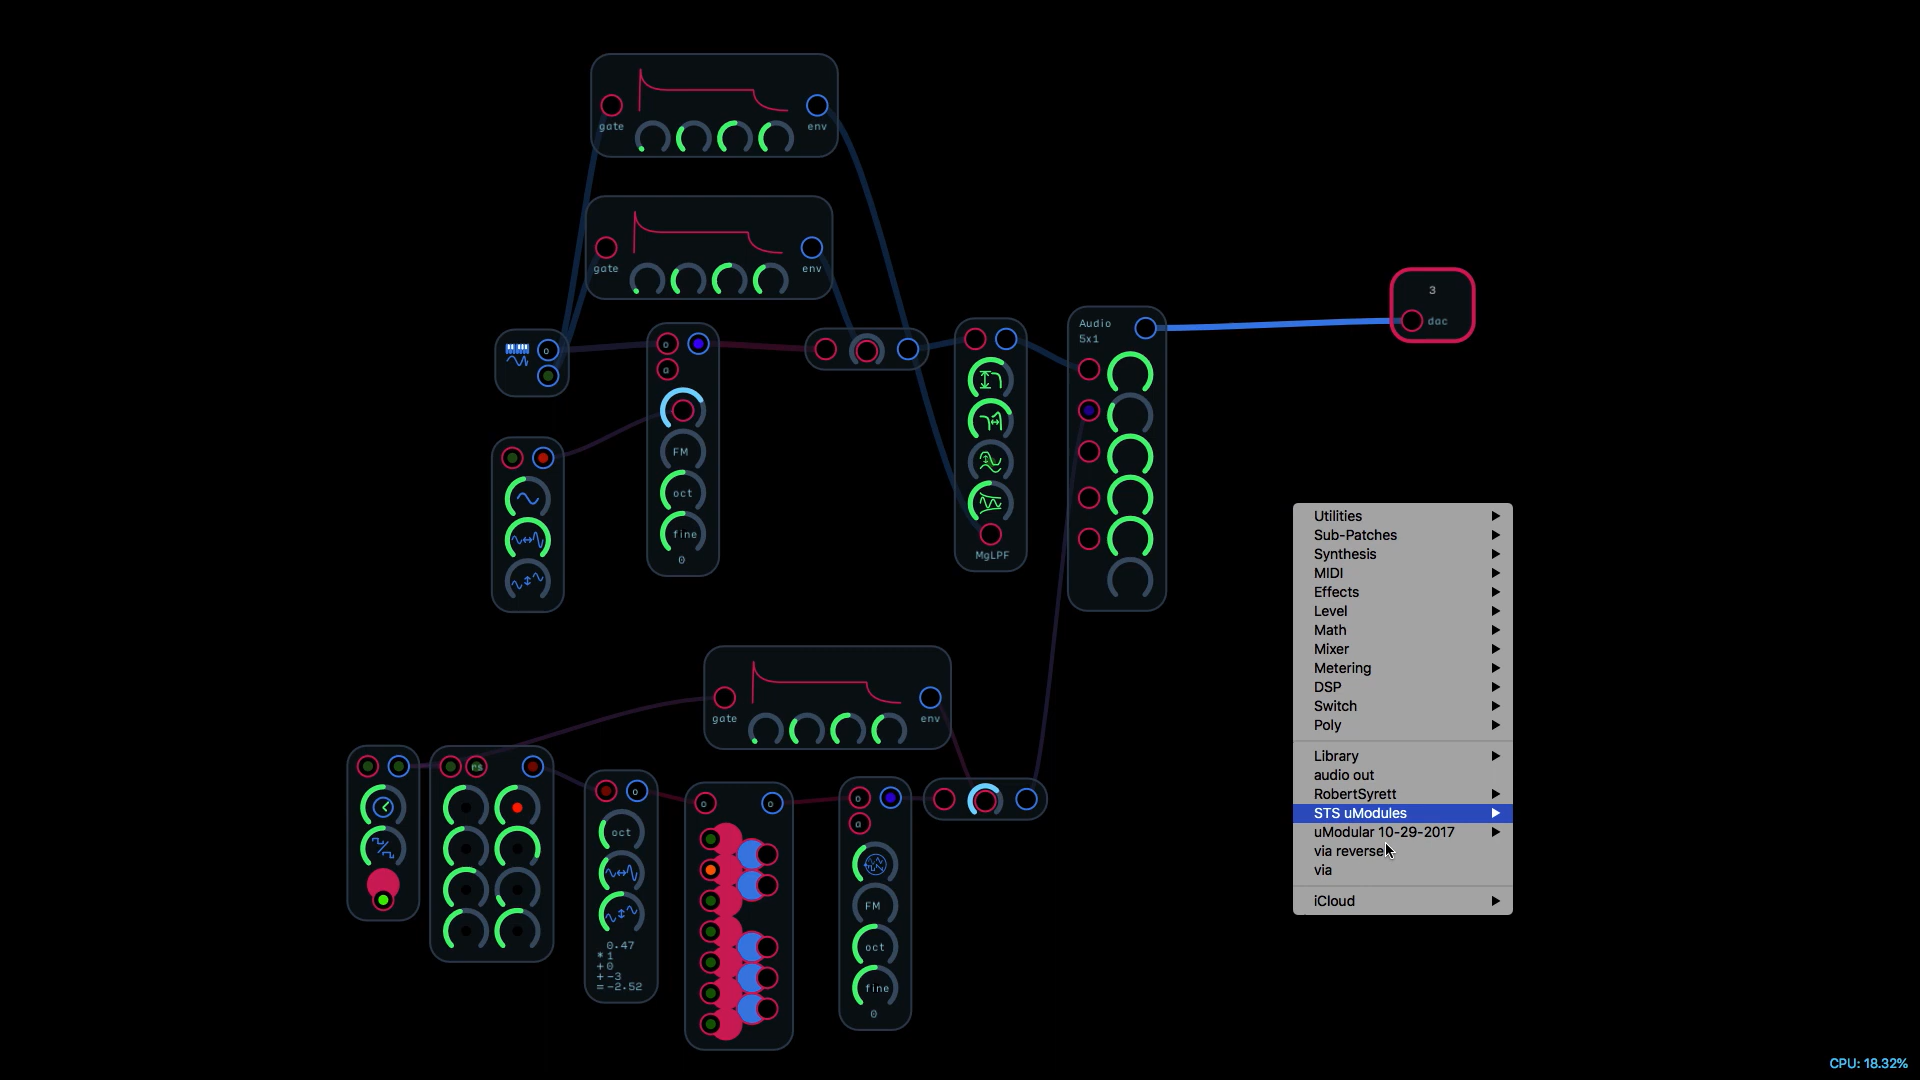 gate
env
gate
env
o
o
a
FM
oct
fine
0
MgLPF
Audio
5x1
3
dac
Utilities
Sub-Patches
Synthesis
MIDI
Effects
Level
Math
Mixer
Metering
DSP
Switch
Poly
Library
audio out
RobertSyrett
STS uModules
uModular 10-29-2017
via reverse
via
iCloud
gate
env
rs
o
oct
0.47
*1
+0
+-3
=-2.52
o
o
o
a
FM
oct
fine
0
CPU: 18.32%